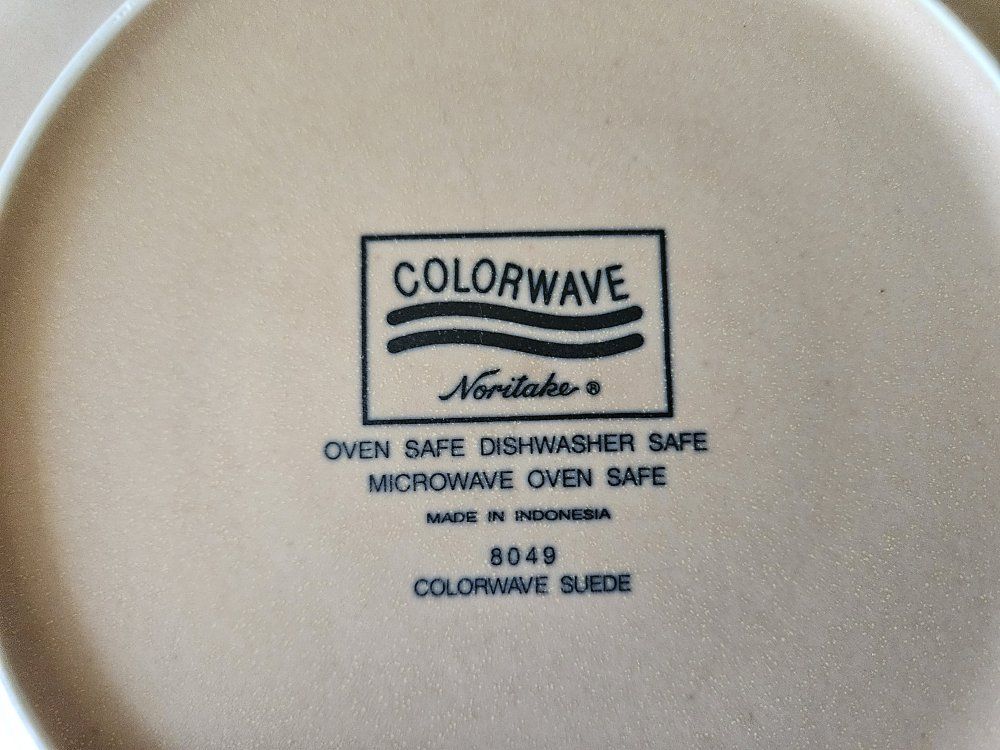 COLORWAVE
Noritake ®
OVEN SAFE DISHWASHER SAFE
MICROWAVE OVEN SAFE
MADE IN INDONESIA
8049
COLORWAVE SUEDE